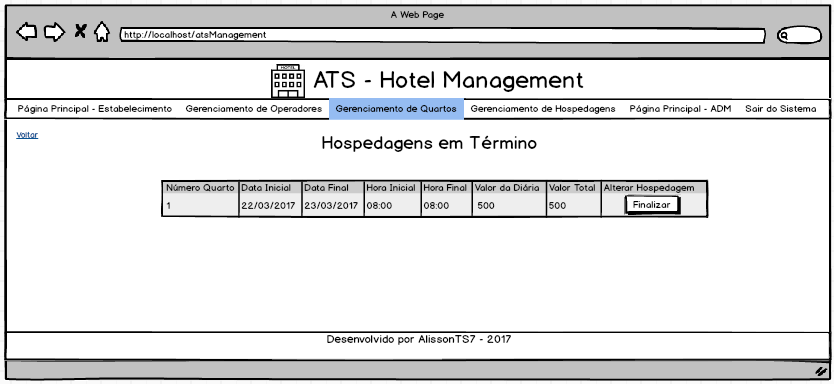 A Web Page
http://localhost/atsManagement
HOTEL
ATS - Hotel Management
Página Principal - Estabelecimento Gerenciamento de Operadores Gerenciamento de Quartos Gerenciamento de Hospedagens Página Principal - ADM Sair do Sistema
Voltar
Hospedagens em Término
Número Quarto Data Inicial Data Final Hora Inicial Hora Final Valor da Diária Valor Total Alterar Hospedagem
1 22/03/2017 23/03/2017 08:00 08:00 500 500 Finalizar
Desenvolvido por AlissonTS7 - 2017